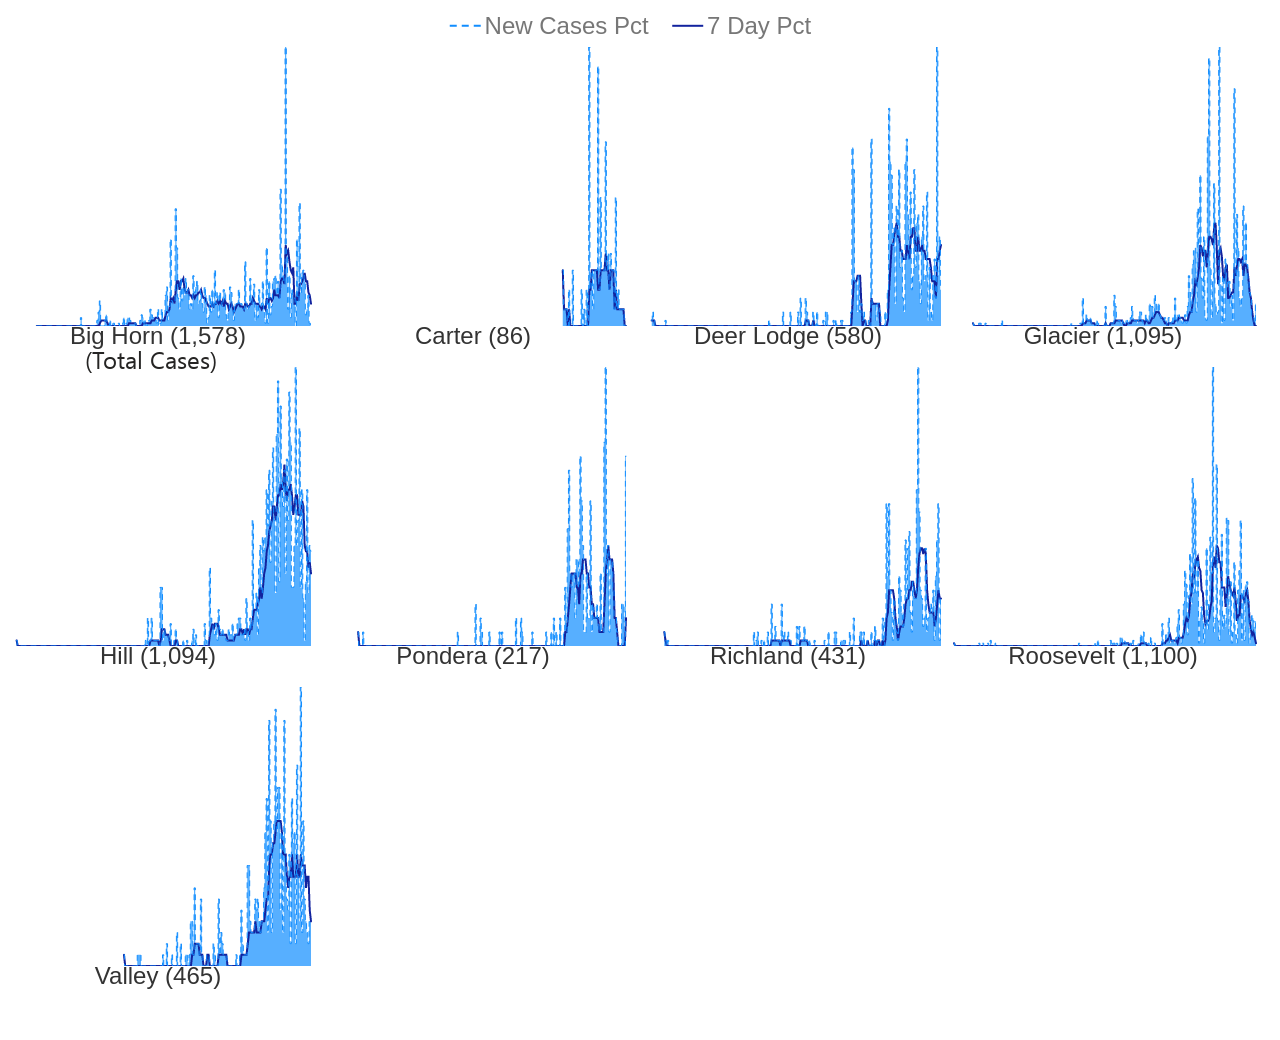 New Cases Pct 7 Day Pct
Big Horn (1,578)
(Total Cases)
Carter (86)
Deer Lodge (580)
Glacier (1,095)
Hill (1,094)
Pondera (217)
Richland (431)
Roosevelt (1,100)
Valley (465)